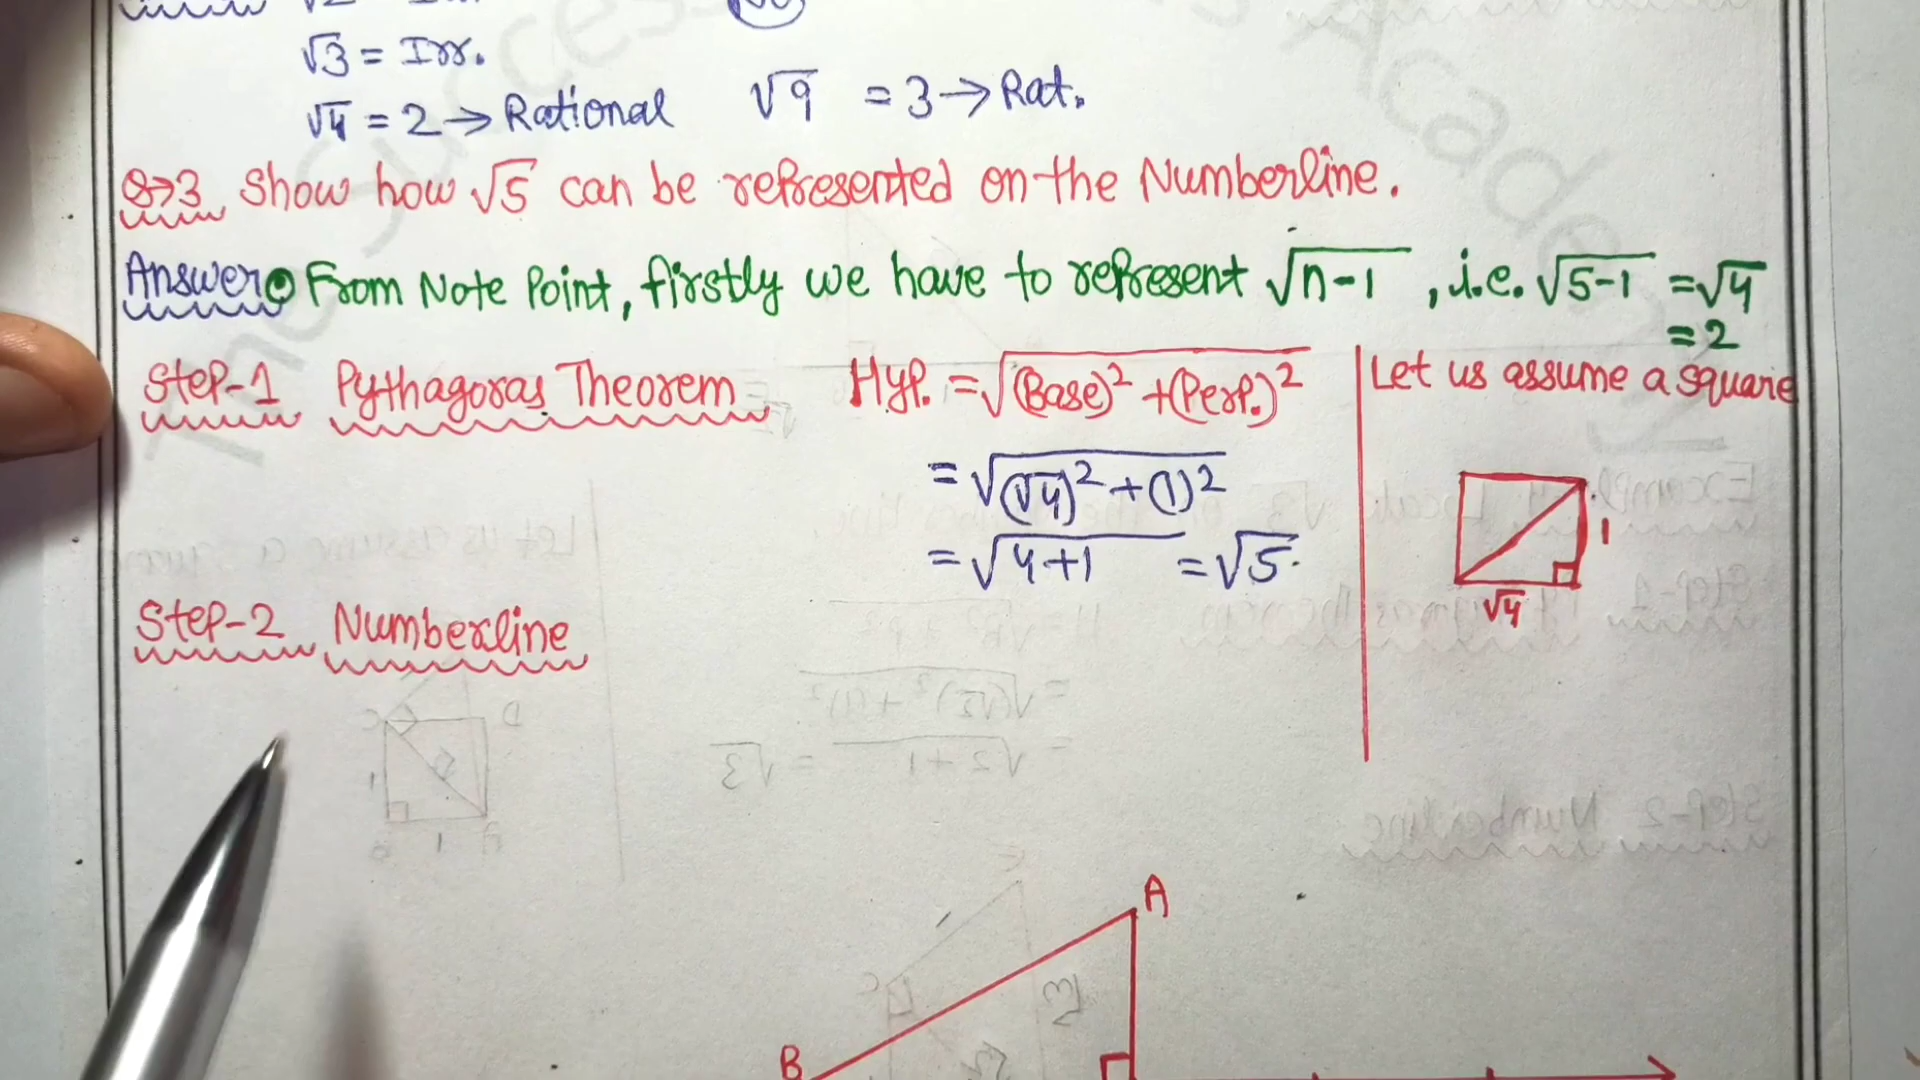 √3 = Irr.
√4 = 2 → Rational √9 = 3 → Rat.
Q→3 Show how √5 can be represented on the Numberline.
Answer From Note Point, firstly we have to represent √n-1 , i.e. √5-1 = √4
= 2
Step-1 Pythagoras Theorem Hyp. = √(Base)² + (Perp.)²
= √(√4)² + (1)²
= √4+1 = √5.
Let us assume a square
1
√4
Step-2 Numberline
A
B